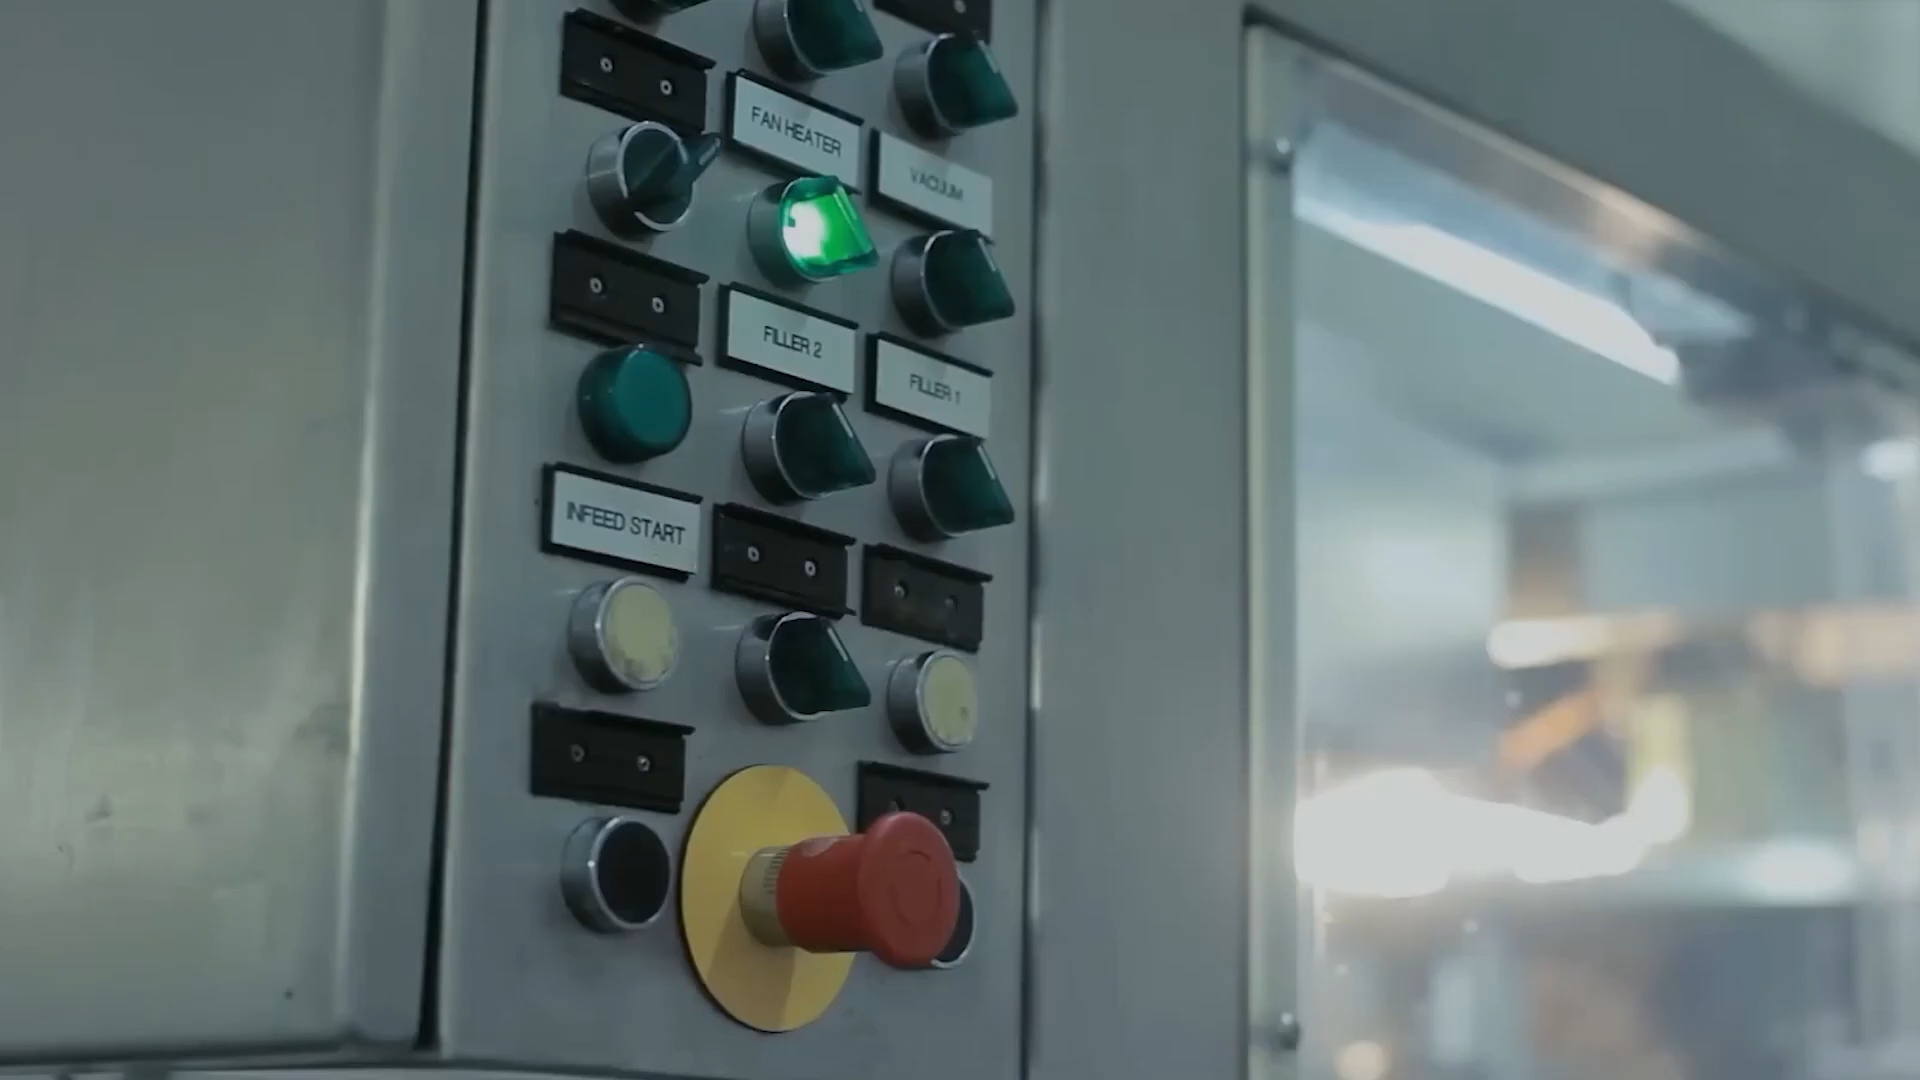 FAN HEATER
VACUUM
FILLER 2
FILLER 1
INFEED START